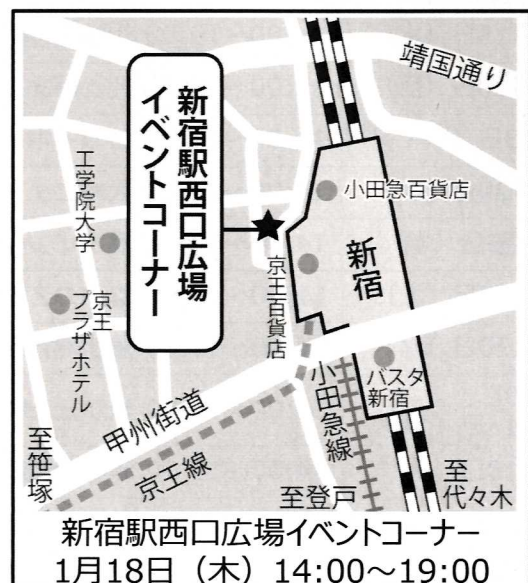 靖国通り
新宿駅西口広場
イベントコーナー
工学院大学
小田急百貨店
新宿
京王百貨店
京王
プラザホテル
バスタ
新宿
小田急線
甲州街道
京王線
至笹塚
至登戸
至代々木
新宿駅西口広場イベントコーナー
1月18日（木）14:00～19:00